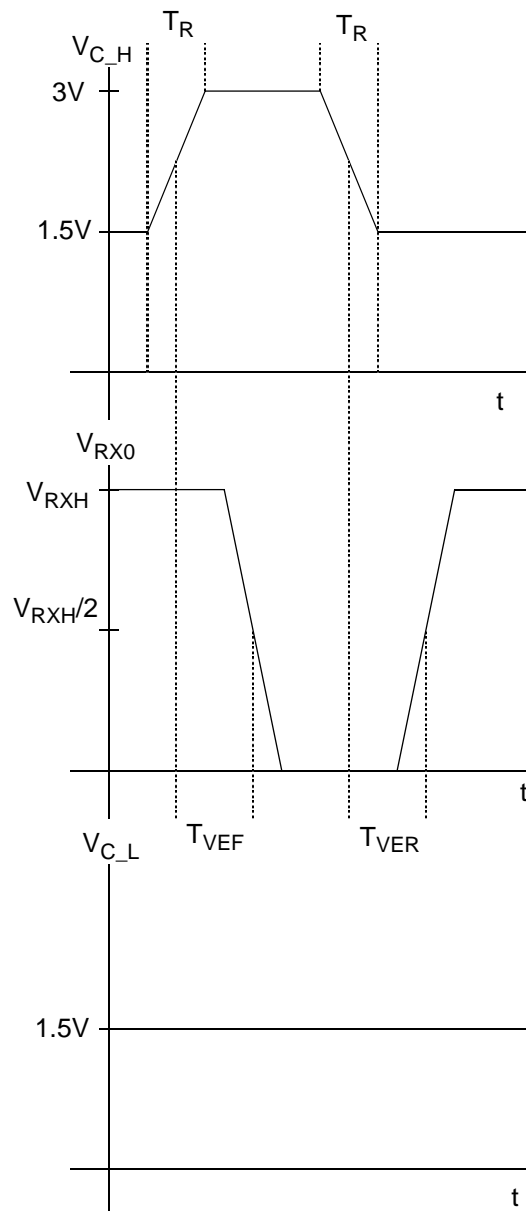 T_R T_R
V_C_H
3V
1.5V
t
V_RX0
V_RXH
V_RXH/2
t
T_VEF T_VER
V_C_L
1.5V
t